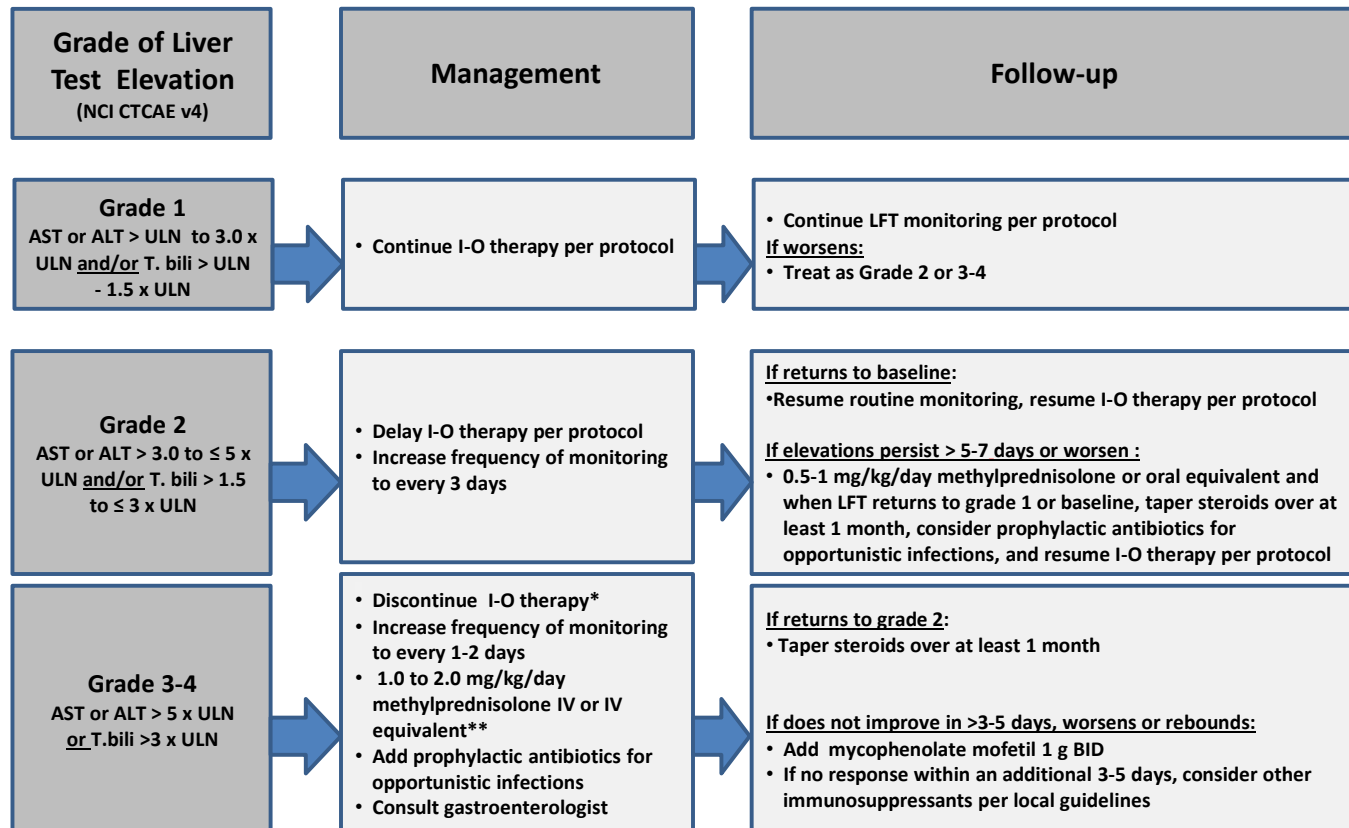 Grade of Liver
Test Elevation
(NCI CTCAE v4)
Management
Follow-up
Grade 1
AST or ALT > ULN to 3.0 x
ULN and/or T. bili > ULN
- 1.5 x ULN
• Continue I-O therapy per protocol
• Continue LFT monitoring per protocol
If worsens:
• Treat as Grade 2 or 3-4
Grade 2
AST or ALT > 3.0 to ≤ 5 x
ULN and/or T. bili > 1.5
to ≤ 3 x ULN
• Delay I-O therapy per protocol
• Increase frequency of monitoring
to every 3 days
If returns to baseline:
•Resume routine monitoring, resume I-O therapy per protocol
If elevations persist > 5-7 days or worsen :
• 0.5-1 mg/kg/day methylprednisolone or oral equivalent and
when LFT returns to grade 1 or baseline, taper steroids over at
least 1 month, consider prophylactic antibiotics for
opportunistic infections, and resume I-O therapy per protocol
Grade 3-4
AST or ALT > 5 x ULN
or T.bili >3 x ULN
• Discontinue I-O therapy*
• Increase frequency of monitoring
to every 1-2 days
• 1.0 to 2.0 mg/kg/day
methylprednisolone IV or IV
equivalent**
• Add prophylactic antibiotics for
opportunistic infections
• Consult gastroenterologist
If returns to grade 2:
• Taper steroids over at least 1 month
If does not improve in >3-5 days, worsens or rebounds:
• Add mycophenolate mofetil 1 g BID
• If no response within an additional 3-5 days, consider other
immunosuppressants per local guidelines